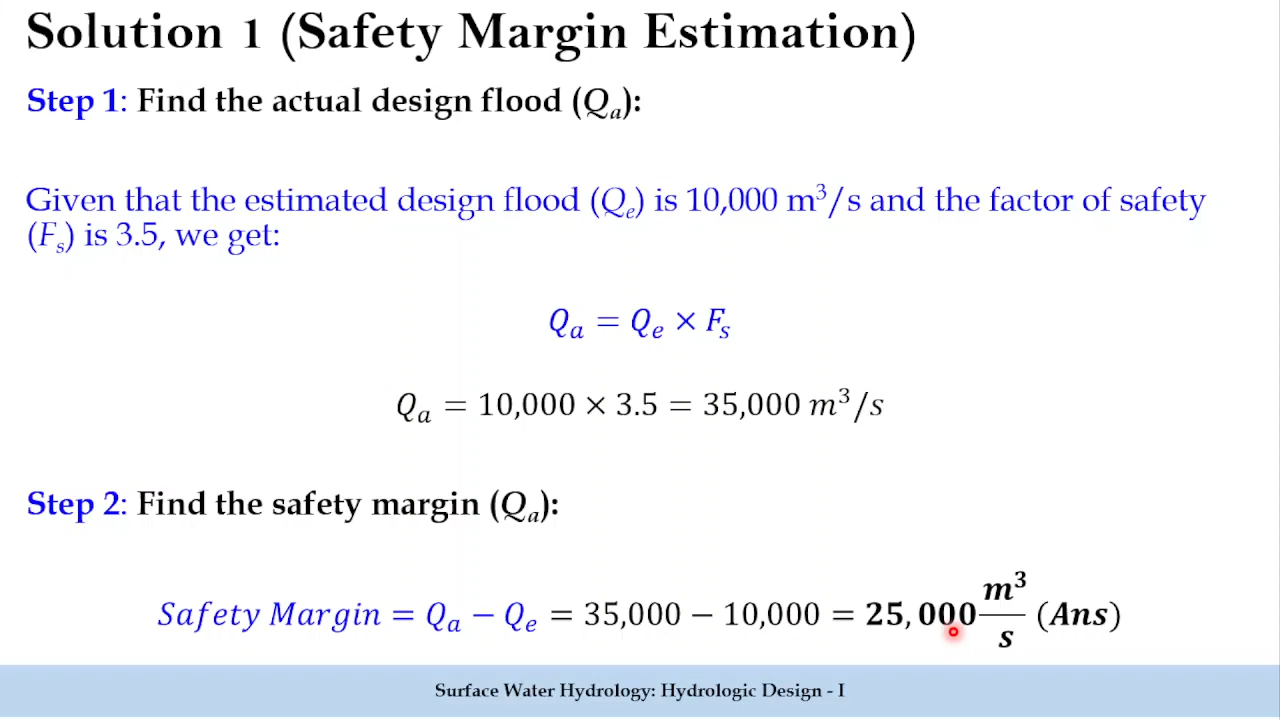 Solution 1 (Safety Margin Estimation)
Step 1: Find the actual design flood (Qₐ):
Given that the estimated design flood (Qₑ) is 10,000 m³/s and the factor of safety
(Fₛ) is 3.5, we get:
Qₐ = Qₑ × Fₛ
Qₐ = 10,000 × 3.5 = 35,000 m³/s
Step 2: Find the safety margin (Qₐ):
Safety Margin = Qₐ − Qₑ = 35,000 − 10,000 = 25,000 m³/s (Ans)
Surface Water Hydrology: Hydrologic Design - I